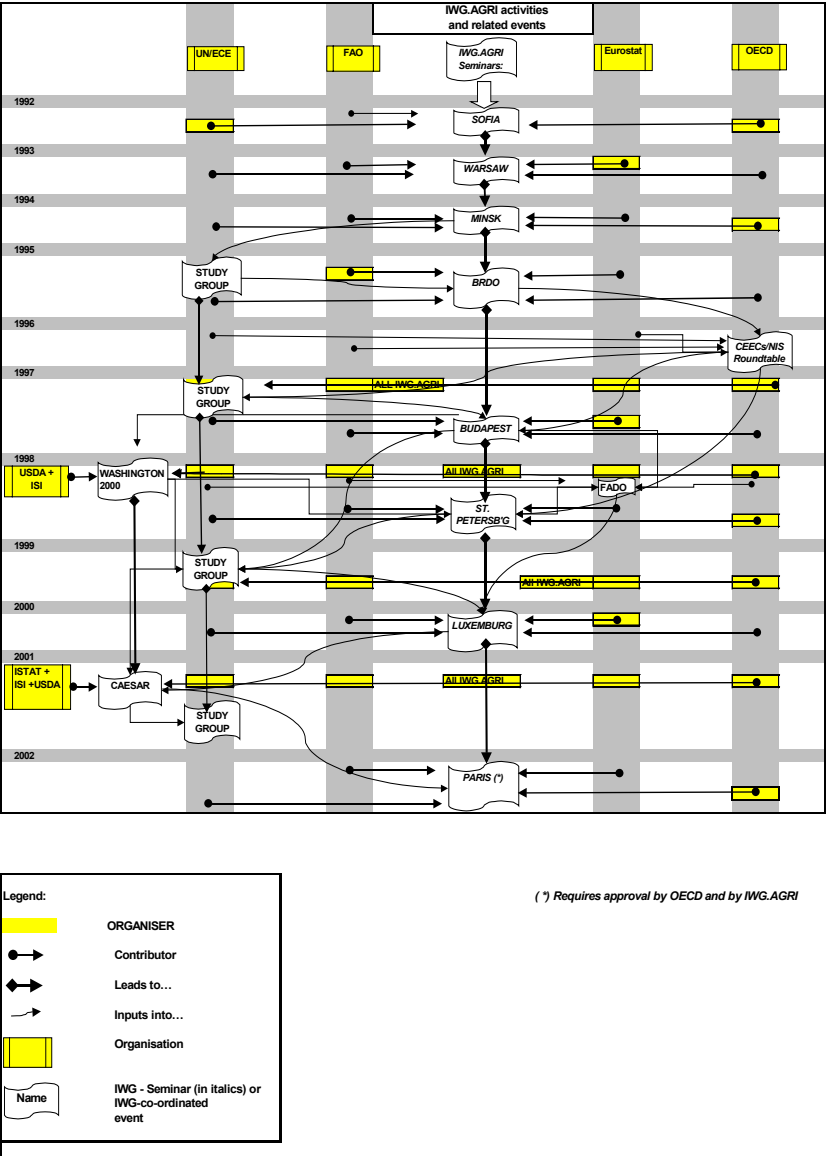 IWG.AGRI activities
and related events
UN/ECE
FAO
IWG.AGRI
Seminars:
Eurostat
OECD
1992
SOFIA
1993
WARSAW
1994
MINSK
1995
STUDY
GROUP
BRDO
1996
CEECs/NIS
Roundtable
1997
ALL IWG.AGRI
STUDY
GROUP
BUDAPEST
1998
USDA +
ISI
WASHINGTON
2000
All IWG.AGRI
FADO
ST.
PETERSB'G
1999
STUDY
GROUP
All IWG.AGRI
2000
LUXEMBURG
2001
ISTAT +
ISI +USDA
CAESAR
All IWG.AGRI
STUDY
GROUP
2002
PARIS (*)
Legend:
( *) Requires approval by OECD and by IWG.AGRI
ORGANISER
Contributor
Leads to…
Inputs into…
Organisation
Name
IWG - Seminar (in italics) or
IWG-co-ordinated
event